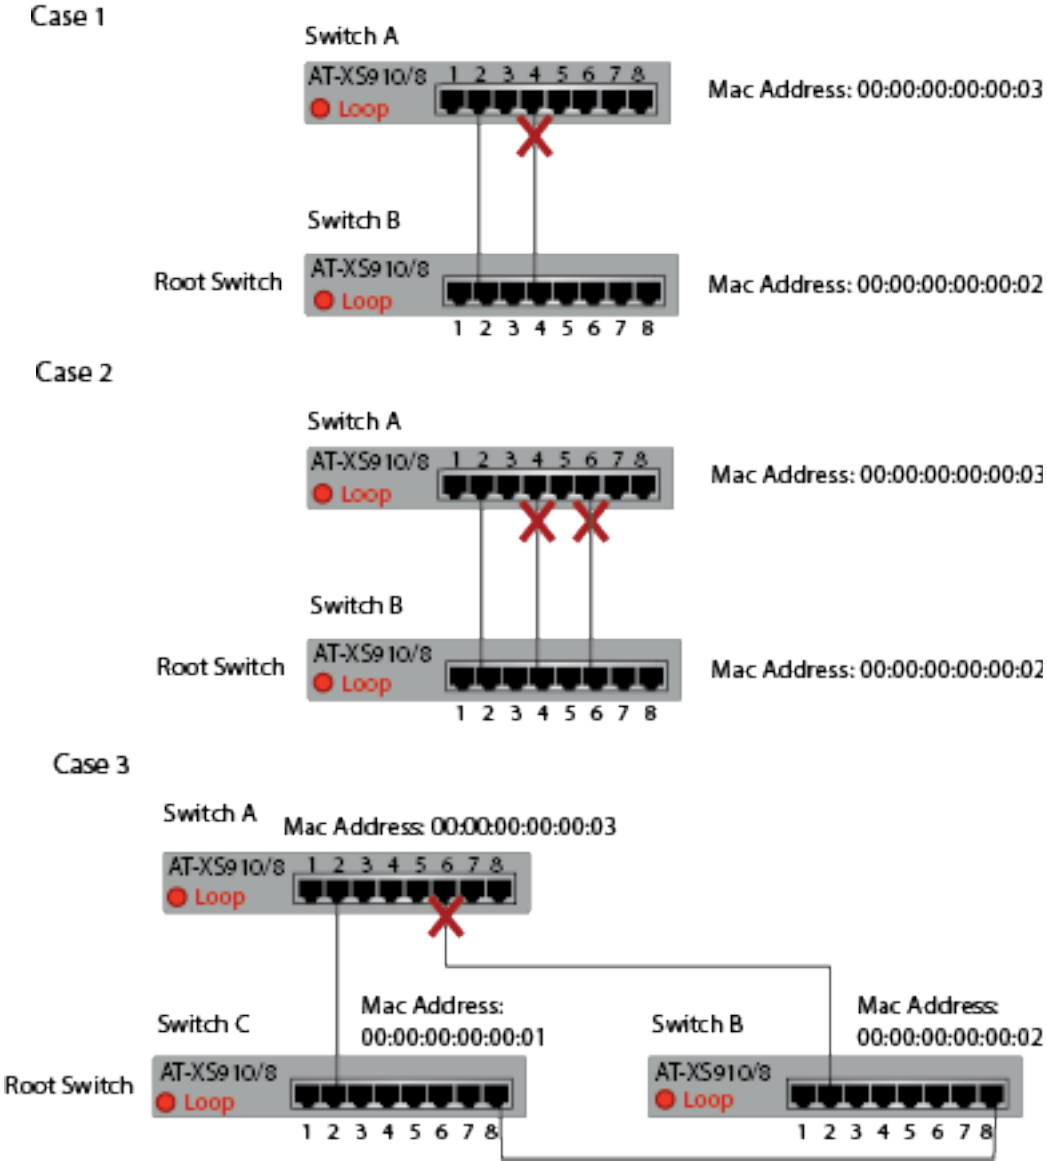 Case 1
Switch A
AT-XS910/8 1 2 3 4 5 6 7 8
Loop
Mac Address: 00:00:00:00:00:03
Switch B
AT-XS910/8
Root Switch
Loop
Mac Address: 00:00:00:00:00:02
1 2 3 4 5 6 7 8
Case 2
Switch A
AT-XS910/8 1 2 3 4 5 6 7 8
Loop
Mac Address: 00:00:00:00:00:03
Switch B
AT-XS910/8
Root Switch
Loop
Mac Address: 00:00:00:00:00:02
1 2 3 4 5 6 7 8
Case 3
Switch A
Mac Address: 00:00:00:00:00:03
AT-XS910/8 1 2 3 4 5 6 7 8
Loop
Switch C
Mac Address:
00:00:00:00:00:01
Switch B
Mac Address:
00:00:00:00:00:02
Root Switch
AT-XS910/8
Loop
1 2 3 4 5 6 7 8
AT-XS910/8
Loop
1 2 3 4 5 6 7 8